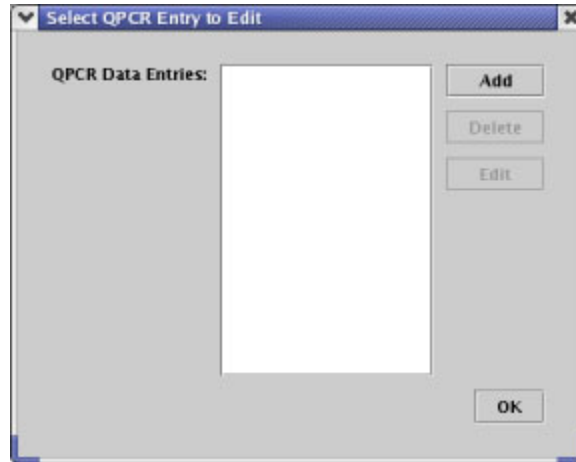 Select QPCR Entry to Edit
QPCR Data Entries:
Add
Delete
Edit
OK